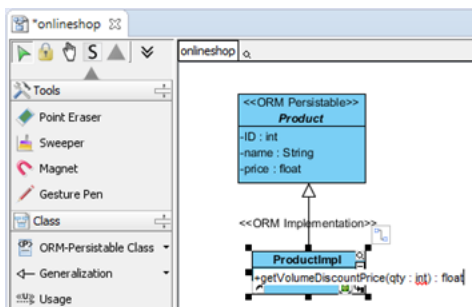 *onlineshop
S
onlineshop
Tools
Point Eraser
Sweeper
Magnet
Gesture Pen
Class
ORM-Persistable Class
Generalization
Usage
<<ORM Persistable>>
Product
-ID : int
-name : String
-price : float
<<ORM Implementation>>
ProductImpl
+getVolumeDiscountPrice(qty : int) : float